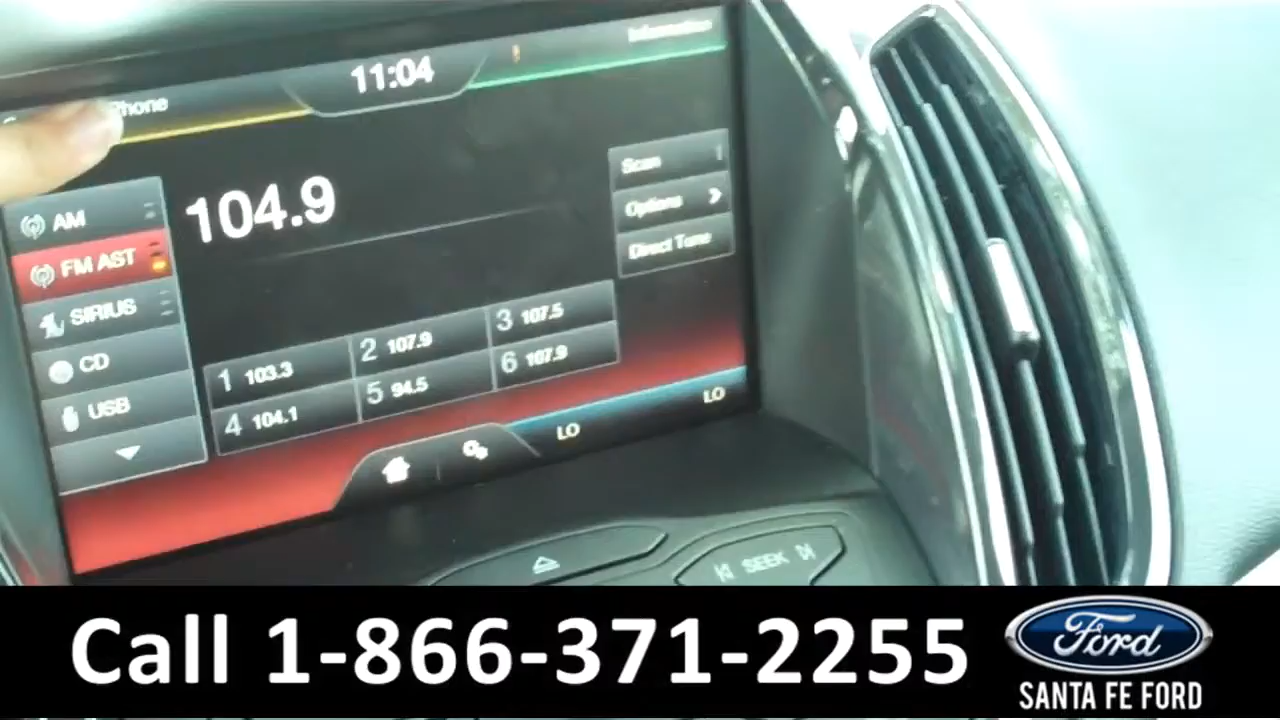 11:04
Information
Phone
104.9
AM
FM AST
SIRIUS
CD
USB
Scan
Options
Direct Tune
1 103.3
2 107.9
3 107.5
4 104.1
5 94.5
6 107.9
LO
LO
SEEK
Call 1-866-371-2255
Ford
SANTA FE FORD